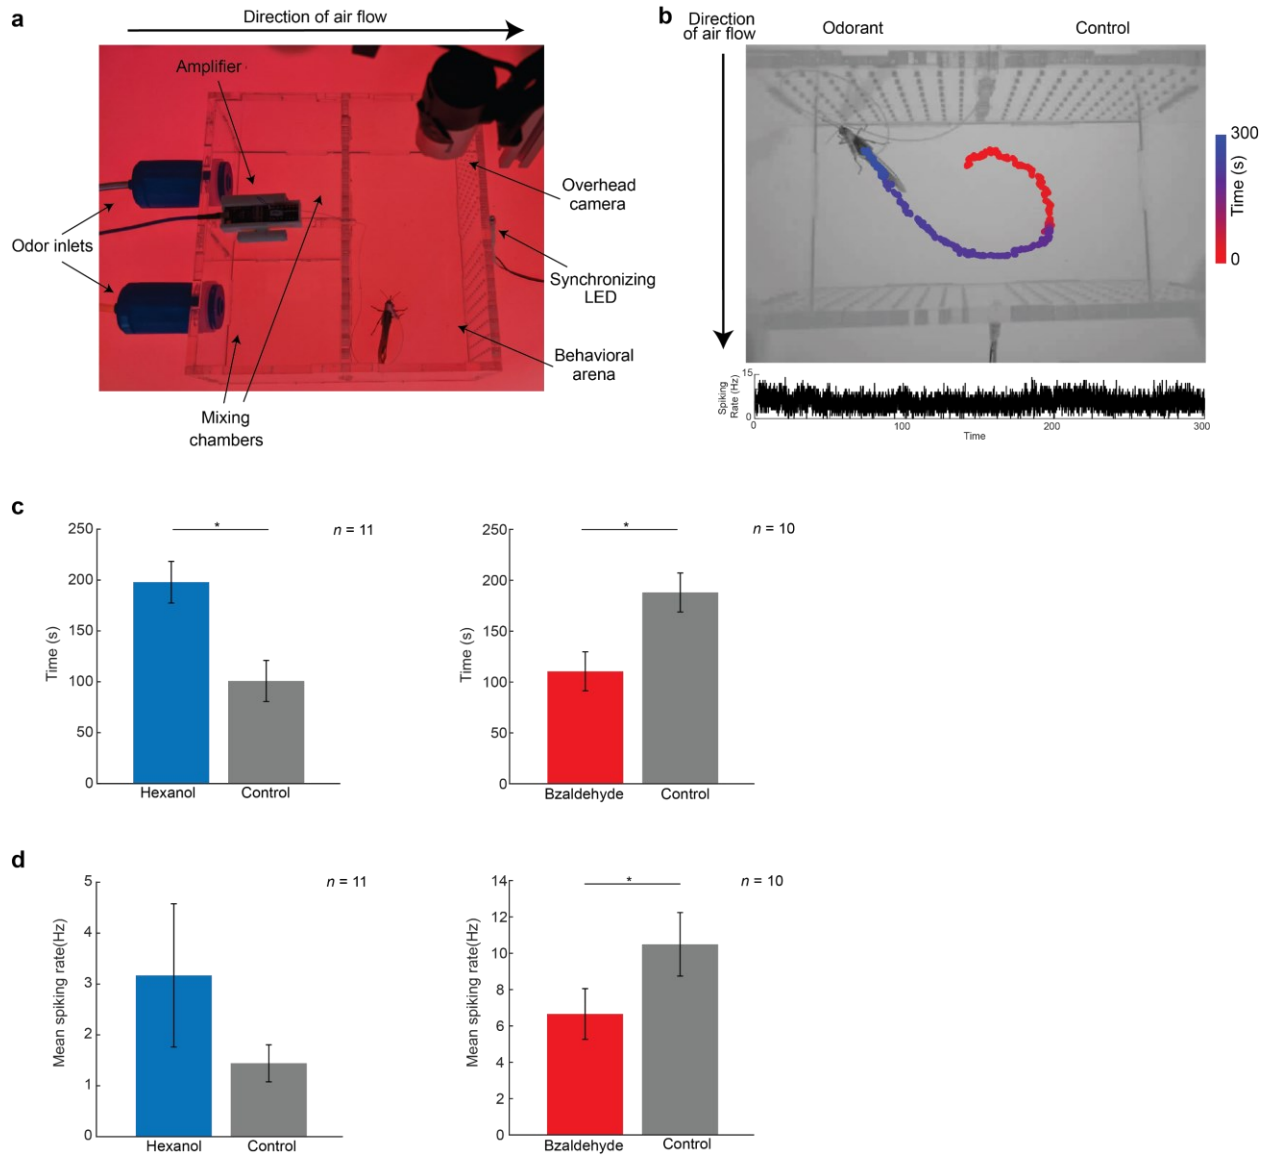 a
Direction of air flow
Amplifier
Odor inlets
Overhead
camera
Synchronizing
LED
Behavioral
arena
Mixing
chambers
b
Direction
of air flow
Odorant
Control
300
Time (s)
0
Spiking
Rate (Hz)
15
0
0
100
200
300
Time
c
250
200
150
100
50
0
Time (s)
*
n = 11
Hexanol
Control
250
200
150
100
50
0
Time (s)
*
n = 10
Bzaldehyde
Control
d
5
4
3
2
1
0
Mean spiking rate(Hz)
n = 11
Hexanol
Control
14
12
10
8
6
4
2
0
Mean spiking rate(Hz)
*
n = 10
Bzaldehyde
Control